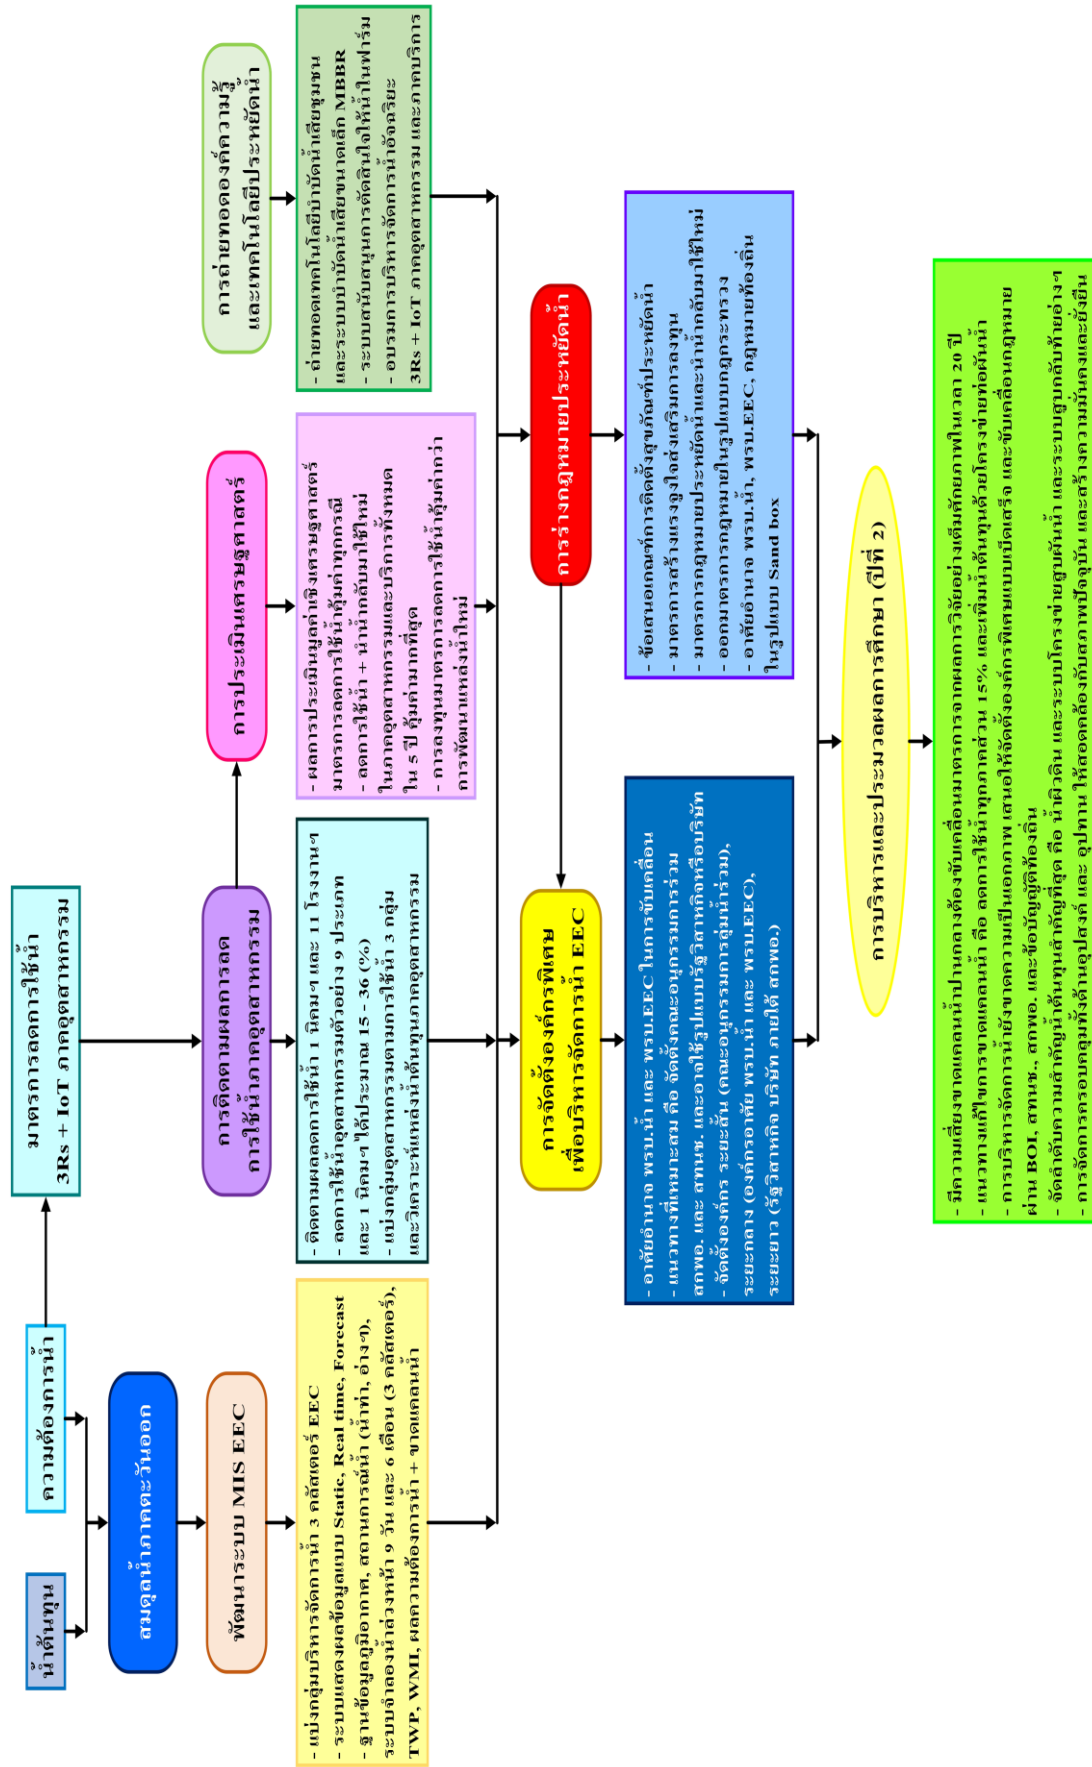 น้ำต้นทุน
ความต้องการน้ำ
มาตรการลดการใช้น้ำ
3Rs + IoT ภาคอุตสาหกรรม
สมดุลน้ำภาคตะวันออก
พัฒนาระบบ MIS EEC
การติดตามผลการลด
การใช้น้ำภาคอุตสาหกรรม
การประเมินเศรษฐศาสตร์
การถ่ายทอดองค์ความรู้
และเทคโนโลยีประหยัดน้ำ
- แบ่งกลุ่มบริหารจัดการน้ำ 3 คลัสเตอร์ EEC
- ระบบแสดงผลข้อมูลแบบ Static, Real time, Forecast
- ฐานข้อมูลภูมิอากาศ, สถานการณ์น้ำ (น้ำท่า, อ่างฯ),
ระบบจำลองน้ำล่วงหน้า 9 วัน และ 6 เดือน (3 คลัสเตอร์),
TWP, WMI, ผลความต้องการน้ำ + ขาดแคลนน้ำ
- ติดตามผลลดการใช้น้ำ 1 นิคมฯ และ 11 โรงงานฯ
- ลดการใช้น้ำอุตสาหกรรมตัวอย่าง 9 ประเภท
และ 1 นิคมฯ ได้ประมาณ 15 - 36 (%)
- แบ่งกลุ่มอุตสาหกรรมตามการใช้น้ำ 3 กลุ่ม
และวิเคราะห์แหล่งน้ำต้นทุนภาคอุตสาหกรรม
- ผลการประเมินมูลค่าเชิงเศรษฐศาสตร์
มาตรการลดการใช้น้ำคุ้มค่าทุกกรณี
- ลดการใช้น้ำ + นำน้ำกลับมาใช้ใหม่
ในภาคอุตสาหกรรมและบริการทั้งหมด
ใน 5 ปี คุ้มค่ามากที่สุด
- การลงทุนมาตรการลดการใช้น้ำคุ้มค่ากว่า
การพัฒนาแหล่งน้ำใหม่
- ถ่ายทอดเทคโนโลยีบำบัดน้ำเสียชุมชน
และระบบบำบัดน้ำเสียขนาดเล็ก MBBR
- ระบบสนับสนุนการตัดสินใจให้น้ำในฟาร์ม
- อบรมการบริหารจัดการน้ำอัจฉริยะ
3Rs + IoT ภาคอุตสาหกรรม และภาคบริการ
การจัดตั้งองค์กรพิเศษ
เพื่อบริหารจัดการน้ำ EEC
การร่างกฎหมายประหยัดน้ำ
- อาศัยอำนาจ พรบ.น้ำ และ พรบ.EEC ในการขับเคลื่อน
- แนวทางที่เหมาะสม คือ จัดตั้งคณะอนุกรรมการร่วม
สกพอ. และ สทนช. และอาจใช้รูปแบบรัฐวิสาหกิจหรือบริษัท
- จัดตั้งองค์กร ระยะสั้น (คณะอนุกรรมการลุ่มน้ำร่วม),
ระยะกลาง (องค์กรอาศัย พรบ.น้ำ และ พรบ.EEC),
ระยะยาว (รัฐวิสาหกิจ บริษัท ภายใต้ สกพอ.)
- ข้อเสนอเกณฑ์การติดตั้งสุขภัณฑ์ประหยัดน้ำ
- มาตรการสร้างแรงจูงใจส่งเสริมการลงทุน
- มาตรการกฎหมายประหยัดน้ำและนำน้ำกลับมาใช้ใหม่
- ออกมาตรการกฎหมายในรูปแบบกฎกระทรวง
- อาศัยอำนาจ พรบ.น้ำ, พรบ.EEC, กฎหมายท้องถิ่น
ในรูปแบบ Sand box
การบริหารและประมวลผลการศึกษา (ปีที่ 2)
- มีความเสี่ยงขาดแคลนน้ำปานกลางต้องขับเคลื่อนมาตรการจากผลการวิจัยอย่างเต็มศักยภาพในเวลา 20 ปี
- แนวทางแก้ไขการขาดแคลนน้ำ คือ ลดการใช้น้ำทุกภาคส่วน 15% และเพิ่มน้ำต้นทุนด้วยโครงข่ายท่อผันน้ำ
- การบริหารจัดการน้ำยังขาดความเป็นเอกภาพ เสนอให้จัดตั้งองค์กรพิเศษแบบเบ็ดเสร็จ และขับเคลื่อนกฎหมาย
ผ่าน BOI, สทนช., สกพอ. และข้อบัญญัติท้องถิ่น
- จัดลำดับความสำคัญน้ำต้นทุนสำคัญที่สุด คือ น้ำผิวดิน และระบบโครงข่ายสูบผันน้ำ และระบบสูบกลับท้ายอ่างฯ
- การจัดการครอบคลุมทั้งด้านอุปสงค์ และ อุปทาน ให้สอดคล้องกับสภาพปัจจุบัน และสร้างความมั่นคงและยั่งยืน